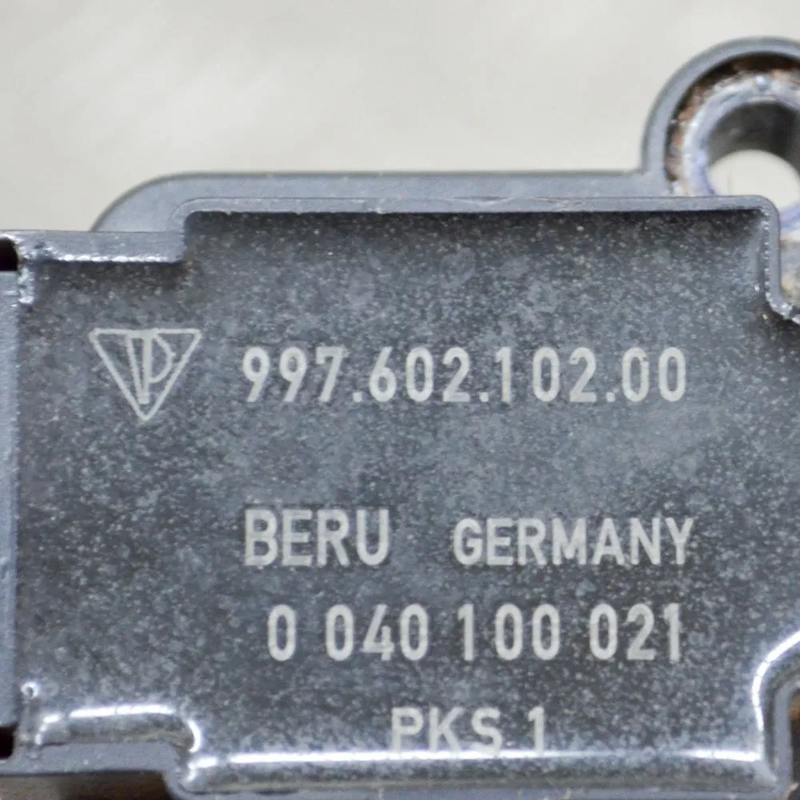 997.602.102.00
BERU GERMANY
0 040 100 021
PKS 1